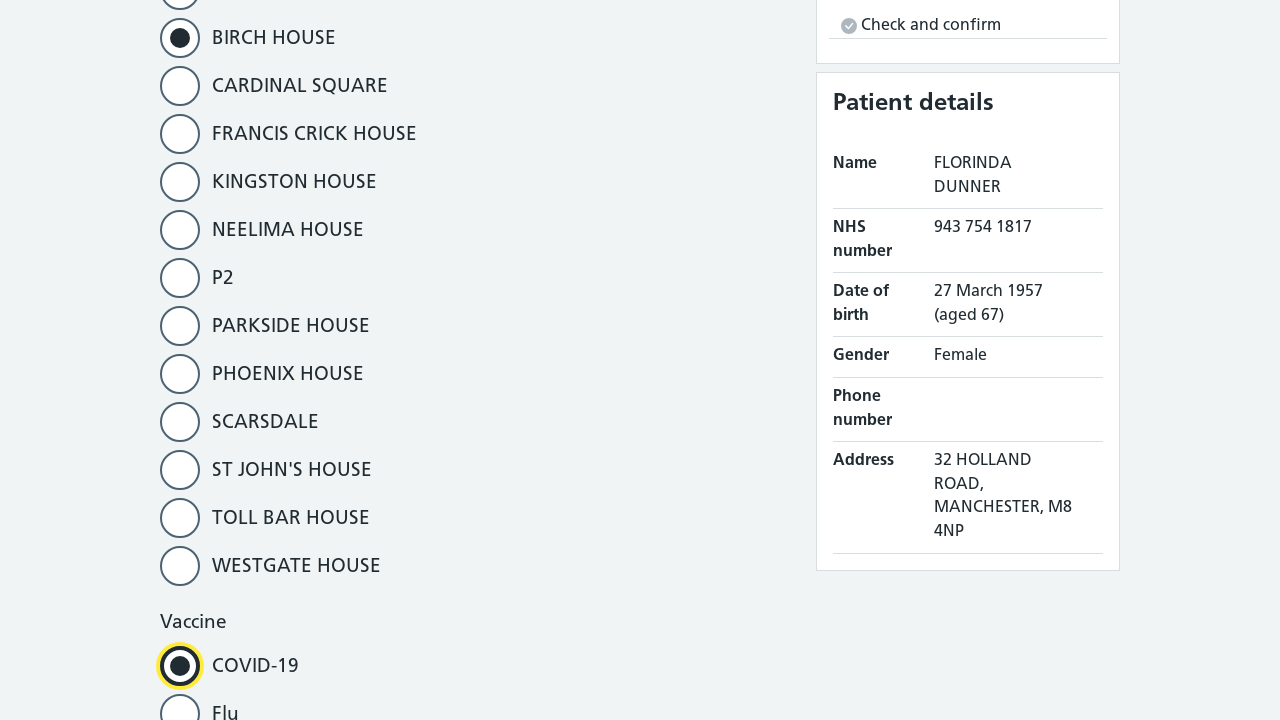 BIRCH HOUSE
CARDINAL SQUARE
FRANCIS CRICK HOUSE
KINGSTON HOUSE
NEELIMA HOUSE
P2
PARKSIDE HOUSE
PHOENIX HOUSE
SCARSDALE
ST JOHN'S HOUSE
TOLL BAR HOUSE
WESTGATE HOUSE
Vaccine
COVID-19
Flu
Check and confirm
Patient details
Name FLORINDA
DUNNER
NHS 943 754 1817
number
Date of 27 March 1957
birth (aged 67)
Gender Female
Phone
number
Address 32 HOLLAND
ROAD,
MANCHESTER, M8
4NP